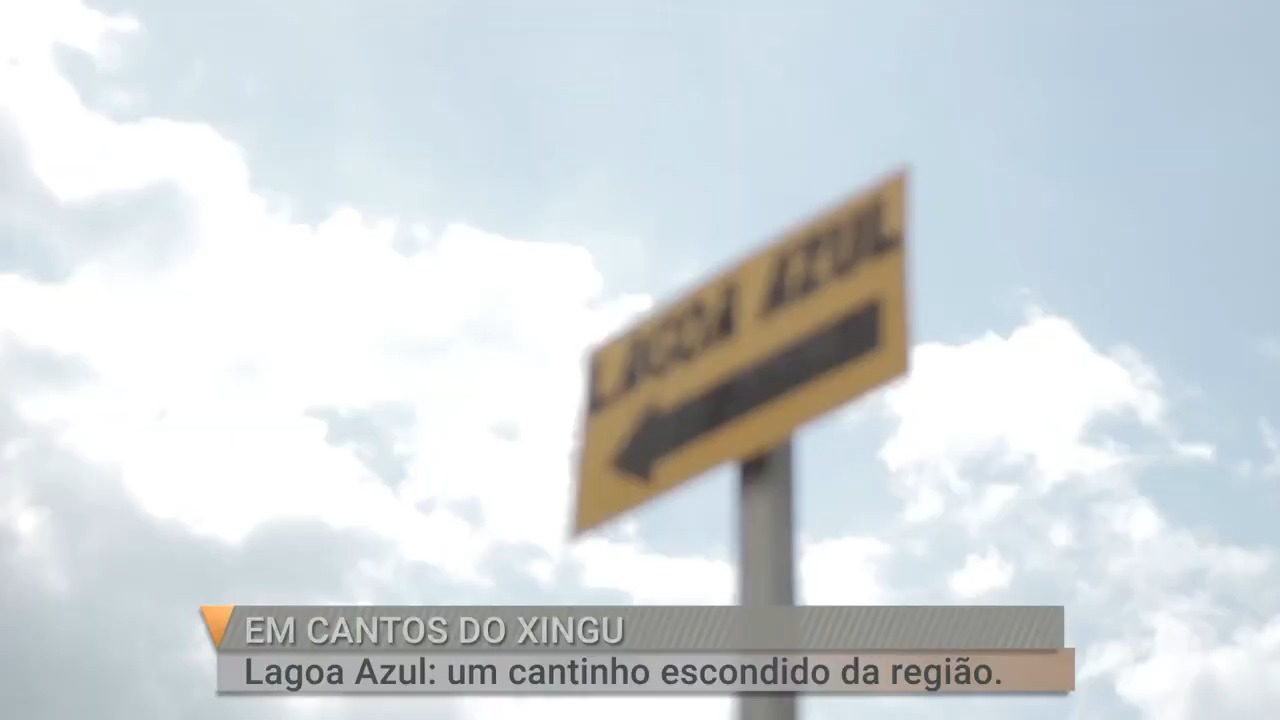 LAGOA AZUL
EM CANTOS DO XINGU
Lagoa Azul: um cantinho escondido da região.